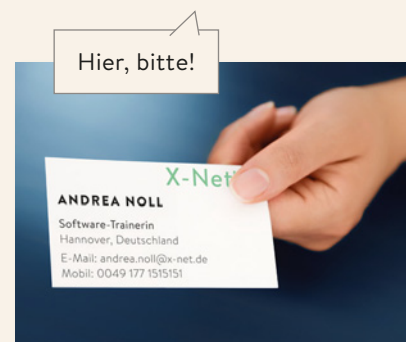 Hier, bitte!
X-Net
ANDREA NOLL
Software-Trainerin
Hannover, Deutschland
E-Mail: andrea.noll@x-net.de
Mobil: 0049 177 1515151